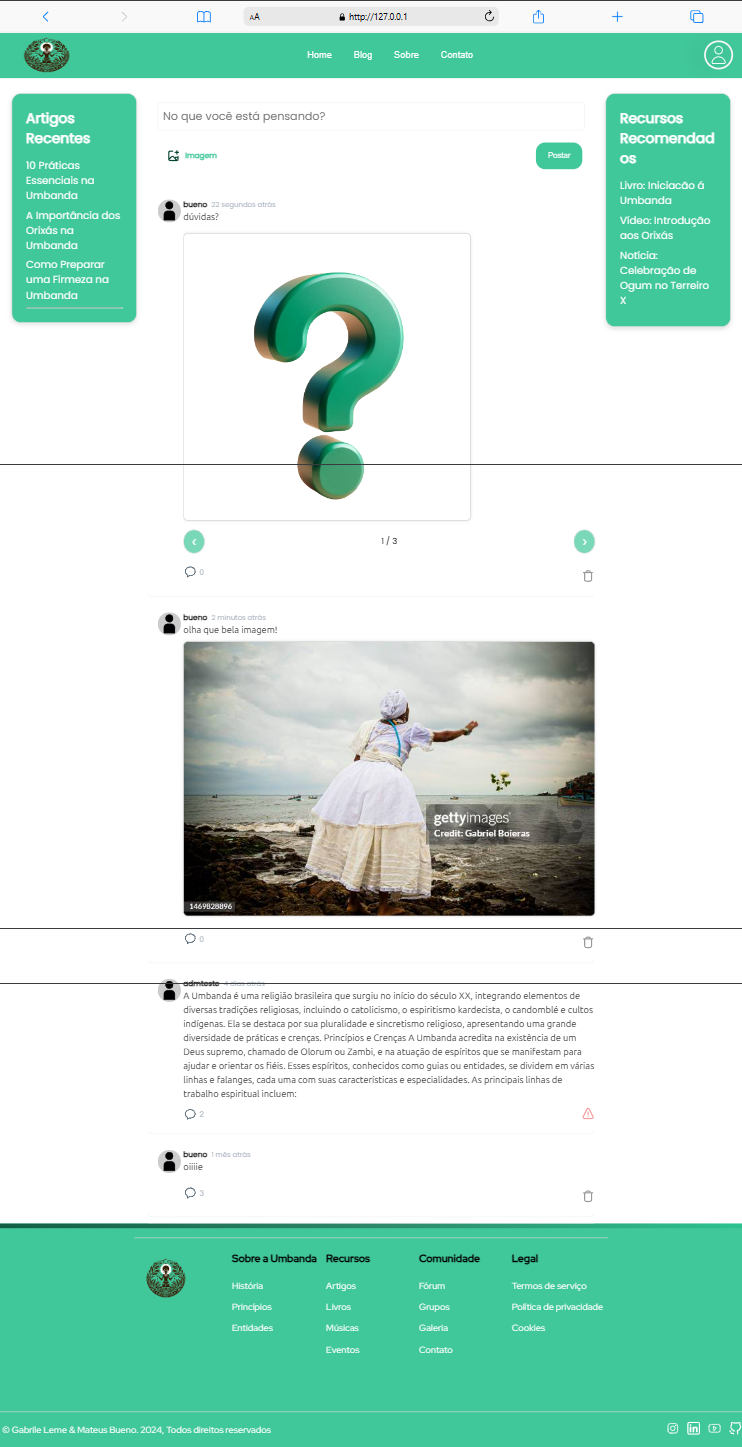 AA http://127.0.0.1
Home Blog Sobre Contato
Artigos
Recentes
10 Práticas
Essenciais na
Umbanda
A Importância dos
Orixás na
Umbanda
Como Preparar
uma Firmeza na
Umbanda
No que você está pensando?
Imagem
Postar
Recursos
Recomendad
os
Livro: Iniciacão á
Umbanda
Vídeo: Introdução
aos Orixás
Notícia:
Celebração de
Ogum no Terreiro
X
bueno 22 segundos atrás
dúvidas?
‹ 1 / 3 ›
0
bueno 2 minutos atrás
olha que bela imagem!
gettyimages
Credit: Gabriel Boieras
1469828896
0
admteste 4 dias atrás
A Umbanda é uma religião brasileira que surgiu no início do século XX, integrando elementos de
diversas tradições religiosas, incluindo o catolicismo, o espiritismo kardecista, o candomblé e cultos
indígenas. Ela se destaca por sua pluralidade e sincretismo religioso, apresentando uma grande
diversidade de práticas e crenças. Princípios e Crenças A Umbanda acredita na existência de um
Deus supremo, chamado de Olorum ou Zambi, e na atuação de espíritos que se manifestam para
ajudar e orientar os fiéis. Esses espíritos, conhecidos como guias ou entidades, se dividem em várias
linhas e falanges, cada uma com suas características e especialidades. As principais linhas de
trabalho espiritual incluem:
2
bueno 1 mês atrás
oiiiie
3
Sobre a Umbanda
História
Princípios
Entidades
Recursos
Artigos
Livros
Músicas
Eventos
Comunidade
Fórum
Grupos
Galeria
Contato
Legal
Termos de serviço
Política de privacidade
Cookies
© Gabrile Leme & Mateus Bueno. 2024, Todos direitos reservados